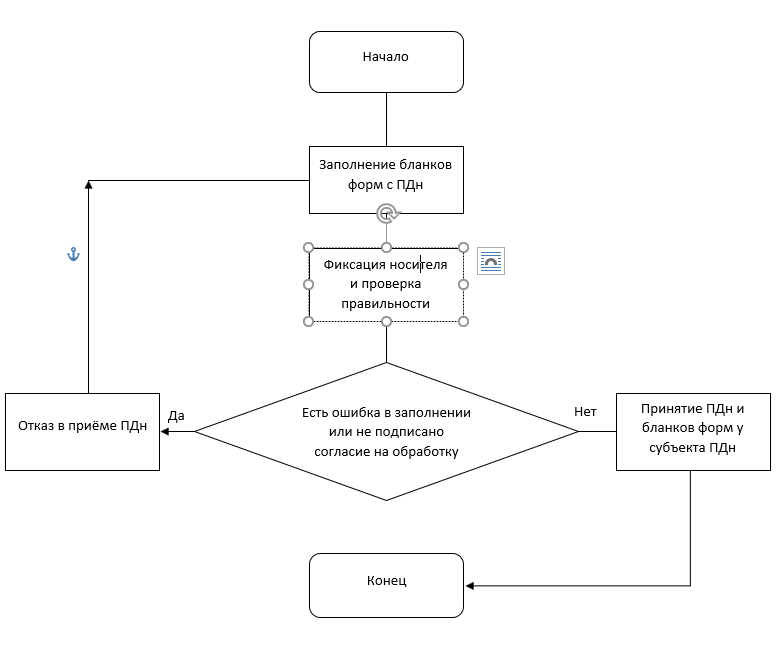 Начало
Заполнение бланков
форм с ПДн
Фиксация носителя
и проверка
правильности
Есть ошибка в заполнении
или не подписано
согласие на обработку
Да
Отказ в приёме ПДн
Нет
Принятие ПДн и
бланков форм у
субъекта ПДн
Конец